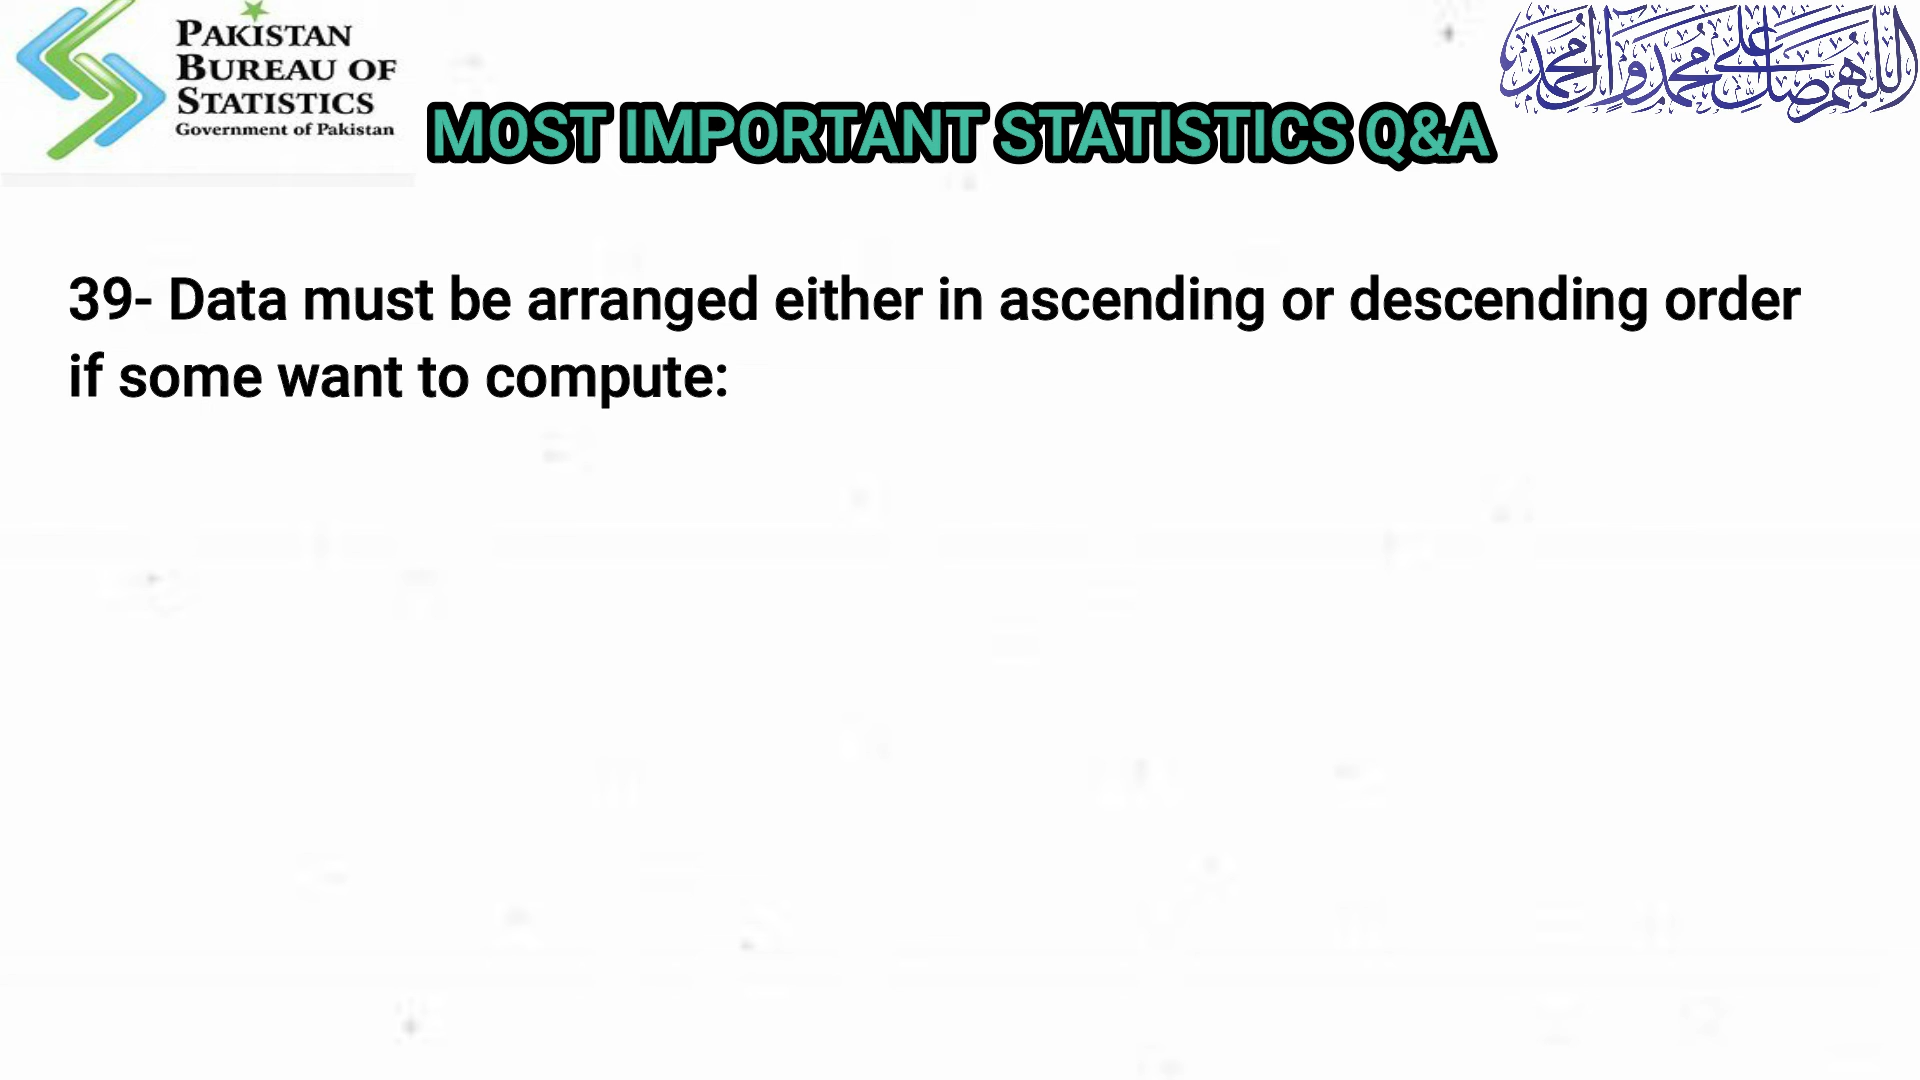 PAKISTAN
BUREAU OF
STATISTICS
Government of Pakistan
MOST IMPORTANT STATISTICS Q&A
اللهم صل على محمد وآل محمد
39- Data must be arranged either in ascending or descending order
if some want to compute: